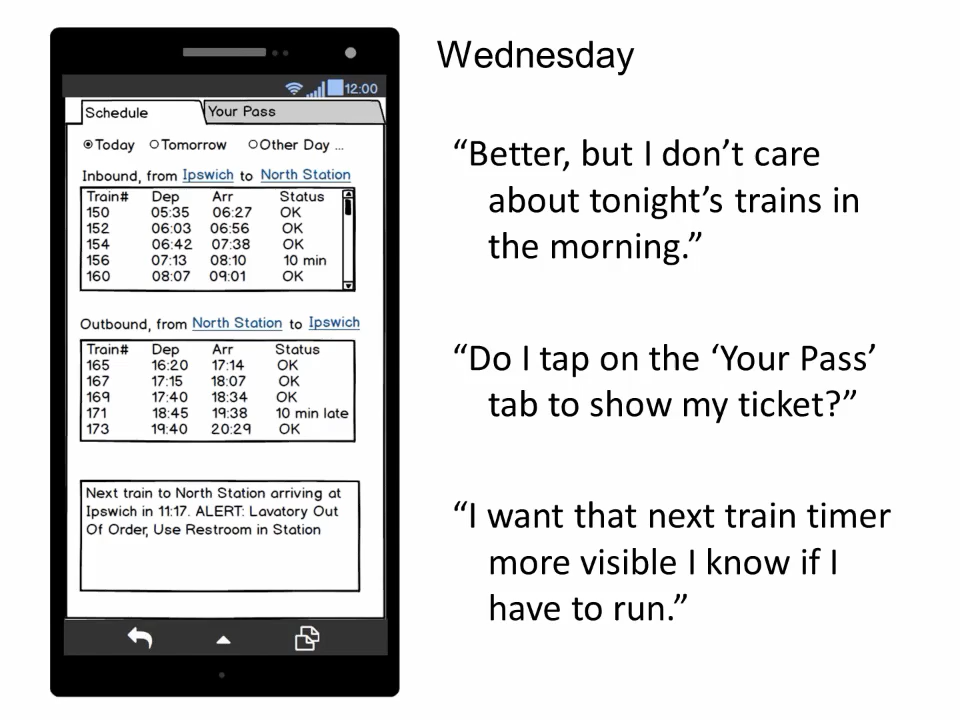 Wednesday
12:00
Schedule
Your Pass
Today Tomorrow Other Day ...
Inbound, from Ipswich to North Station
Train# Dep Arr Status
150 05:35 06:27 OK
152 06:03 06:56 OK
154 06:42 07:38 OK
156 07:13 08:10 10 min
160 08:07 09:01 OK
Outbound, from North Station to Ipswich
Train# Dep Arr Status
165 16:20 17:14 OK
167 17:15 18:07 OK
169 17:40 18:34 OK
171 18:45 19:38 10 min late
173 19:40 20:29 OK
Next train to North Station arriving at
Ipswich in 11:17. ALERT: Lavatory Out
Of Order, Use Restroom in Station
“Better, but I don’t care
about tonight’s trains in
the morning.”
“Do I tap on the ‘Your Pass’
tab to show my ticket?”
“I want that next train timer
more visible I know if I
have to run.”